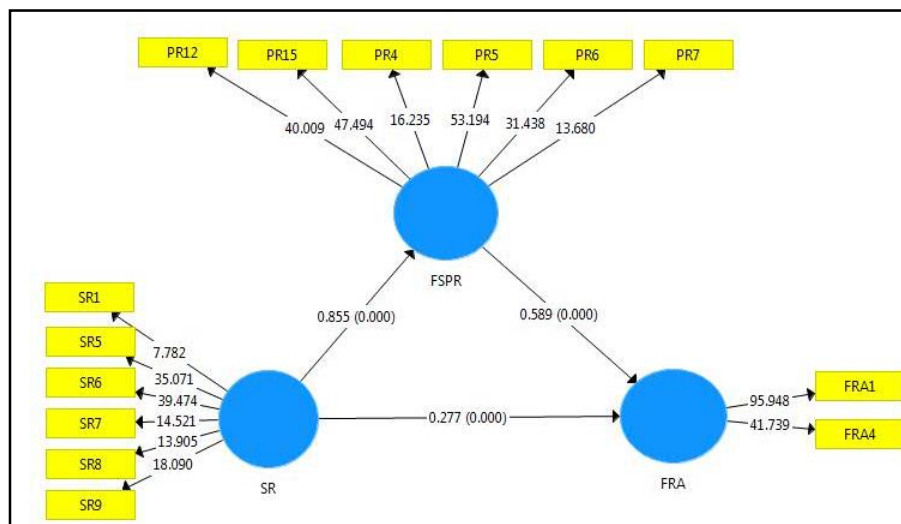 PR12
PR15
PR4
PR5
PR6
PR7
40.009
47.494
16.235
53.194
31.438
13.680
FSPR
SR1
SR5
SR6
SR7
SR8
SR9
7.782
35.071
39.474
14.521
13.905
18.090
SR
0.855 (0.000)
0.589 (0.000)
0.277 (0.000)
FRA
95.948
41.739
FRA1
FRA4